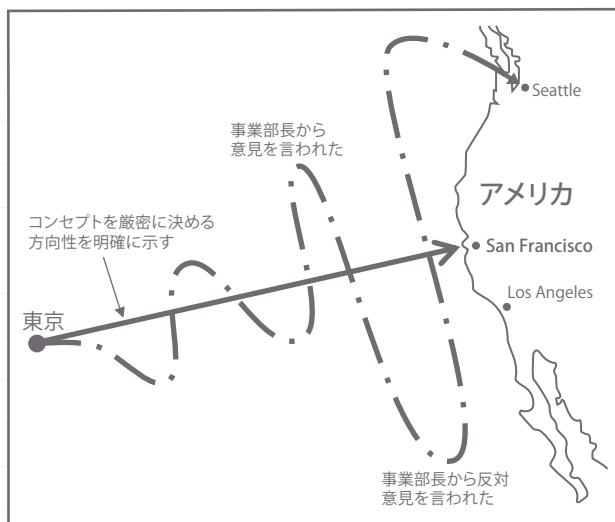 Seattle
事業部長から
意見を言われた
アメリカ
コンセプトを厳密に決める
方向性を明確に示す
San Francisco
Los Angeles
東京
事業部長から反対
意見を言われた